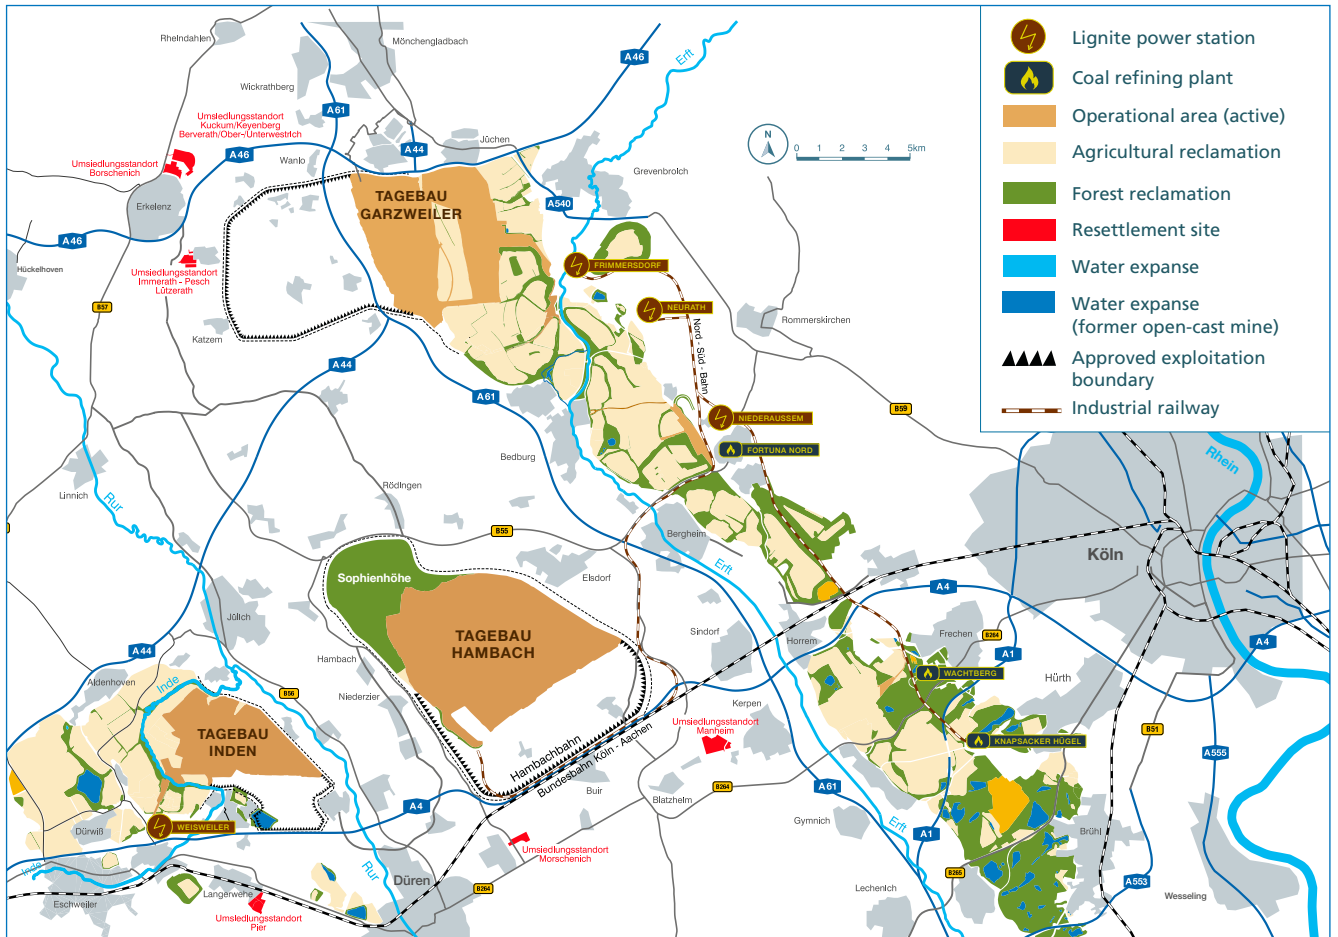 Rheindahlen
Mönchengladbach
Wickrathberg
A46
Erft
A61
Umsiedlungsstandort
Kuckum/Keyenberg
Berverath/Ober-/Unterwestrich
Umsiedlungsstandort
Borschenich
A46
Wanlo
A44
Jüchen
Grevenbroich
N
0 1 2 3 4 5km
Erkelenz
TAGEBAU
GARZWEILER
A540
A46
Hückelhoven
Umsiedlungsstandort
Immerath - Pesch
Lützerath
FRIMMERSDORF
B57
NEURATH
Rommerskirchen
Katzem
Nord - Süd - Bahn
A44
A61
B59
NIEDERAUSSEM
FORTUNA NORD
Bedburg
Linnich
Rur
Rödingen
B55
Bergheim
Rhein
Köln
Erft
Elsdorf
Sophienhöhe
A4
Jülich
TAGEBAU
HAMBACH
Sindorf
Horrem
Frechen
B264
A1
A4
A44
Hambach
Aldenhoven
Inde
B56
Niederzier
WACHTBERG
Hürth
Kerpen
Umsiedlungsstandort
Manheim
B51
TAGEBAU
INDEN
Hambachbahn
Bundesbahn Köln - Aachen
KNAPSACKER HÜGEL
A555
B264
A61
Buir
Blatzheim
A4
Gymnich
Erft
A1
Dürwiß
WEISWEILER
Brühl
Umsiedlungsstandort
Morschenich
Inde
Rur
B265
A553
Düren
B264
Lechenich
Wesseling
Langerwehe
Eschweiler
Umsiedlungsstandort
Pier
Lignite power station
Coal refining plant
Operational area (active)
Agricultural reclamation
Forest reclamation
Resettlement site
Water expanse
Water expanse
(former open-cast mine)
Approved exploitation
boundary
Industrial railway